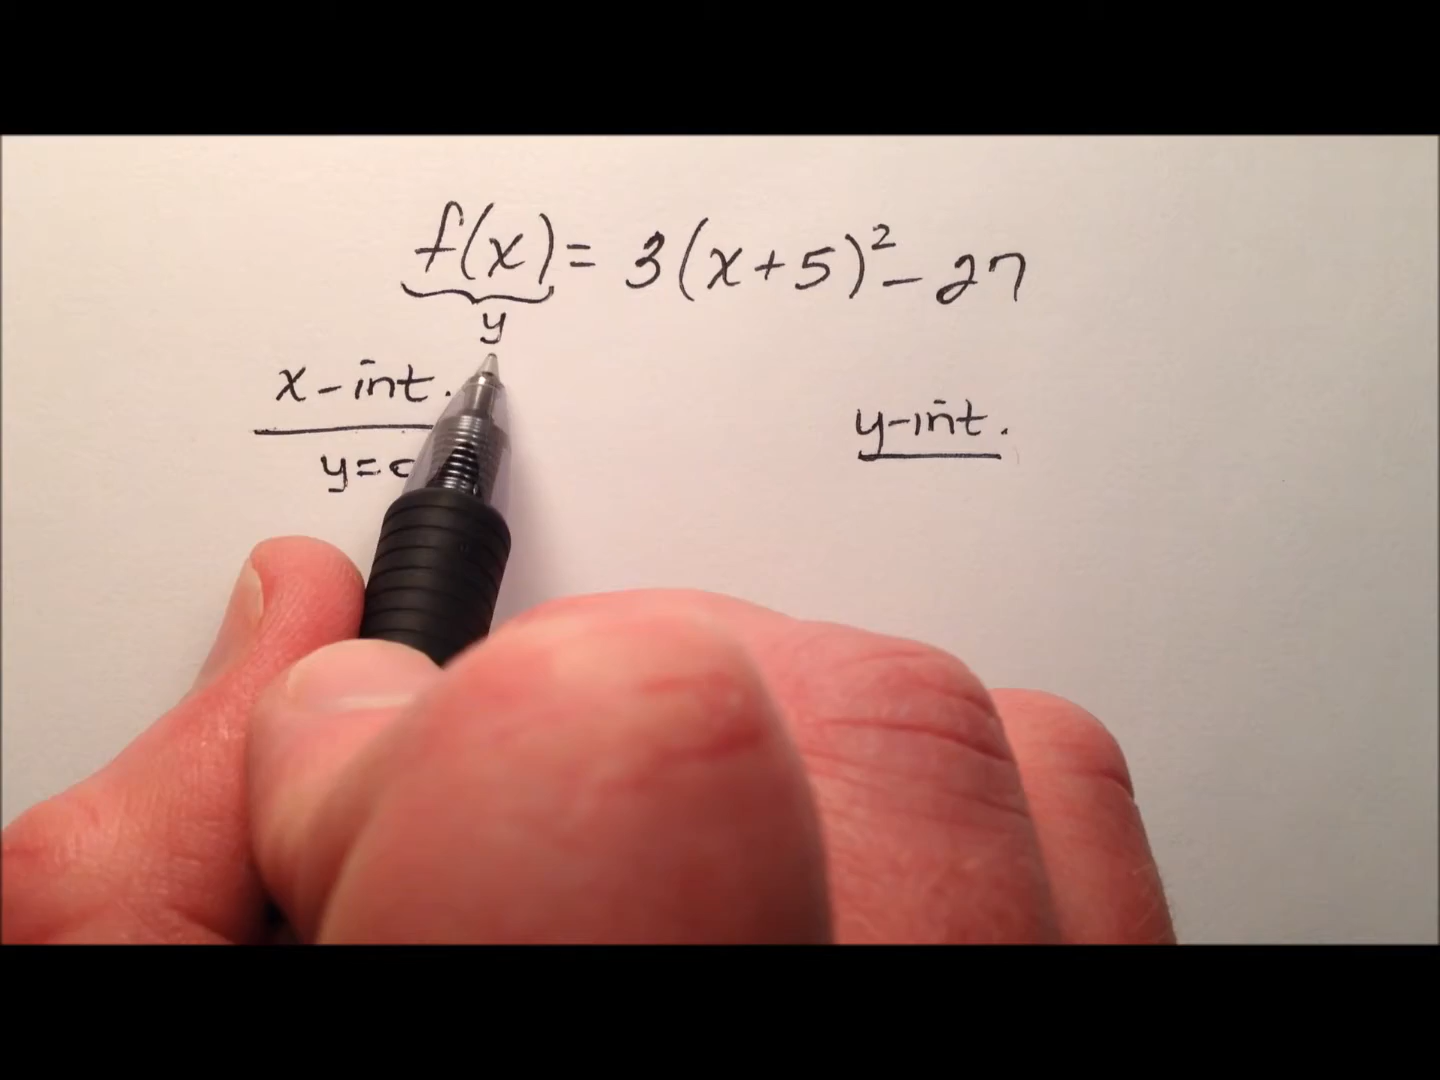 f(x) = 3(x+5)² - 27
y
x-int.
y-int.
y=